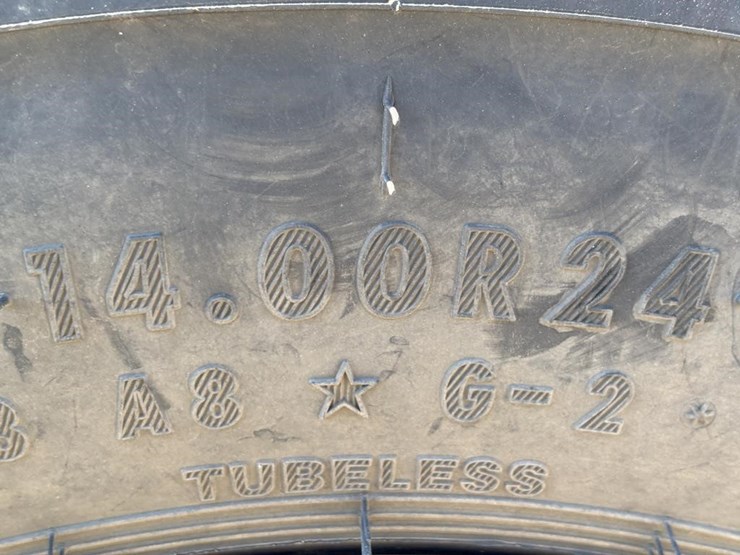 14.00R24
A8 ★ G-2
TUBELESS